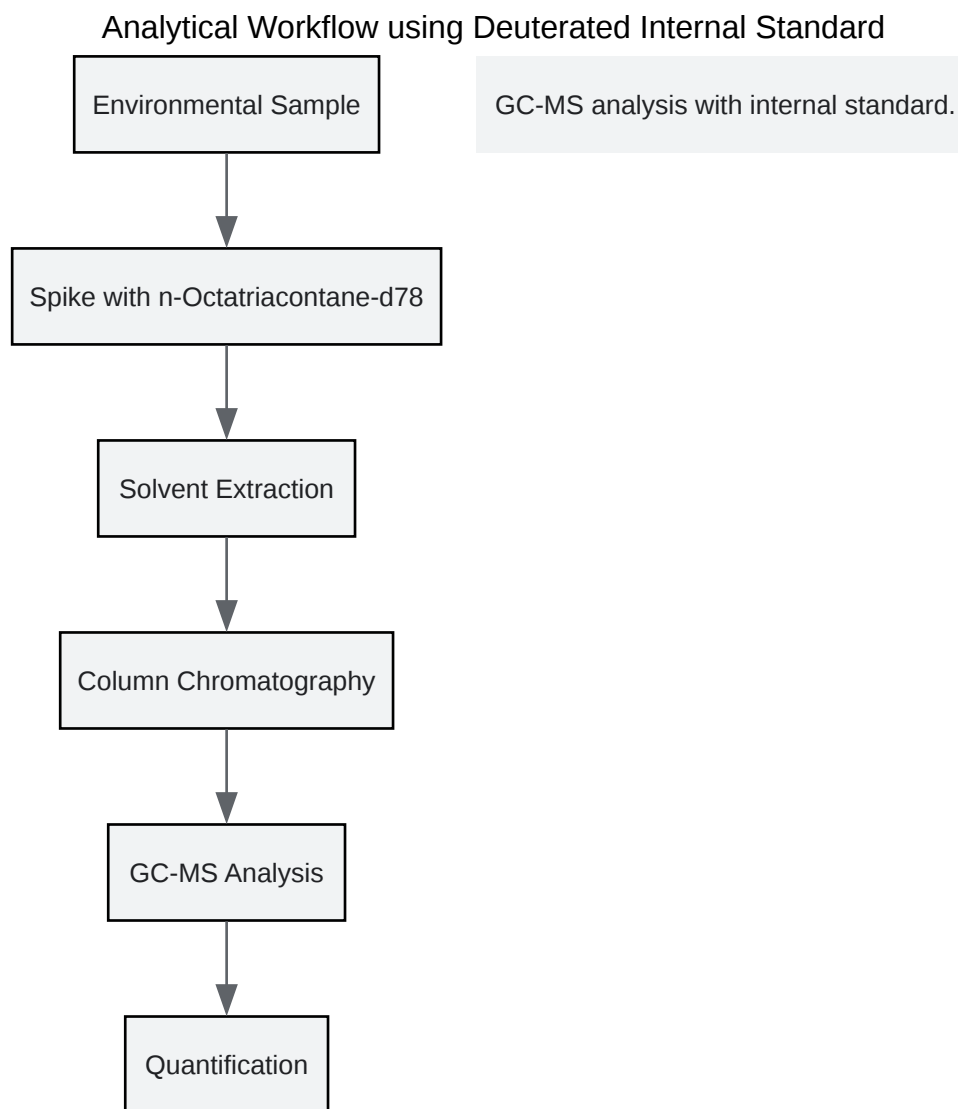 Analytical Workflow using Deuterated Internal Standard
Environmental Sample
GC-MS analysis with internal standard.
Spike with n-Octatriacontane-d78
Solvent Extraction
Column Chromatography
GC-MS Analysis
Quantification